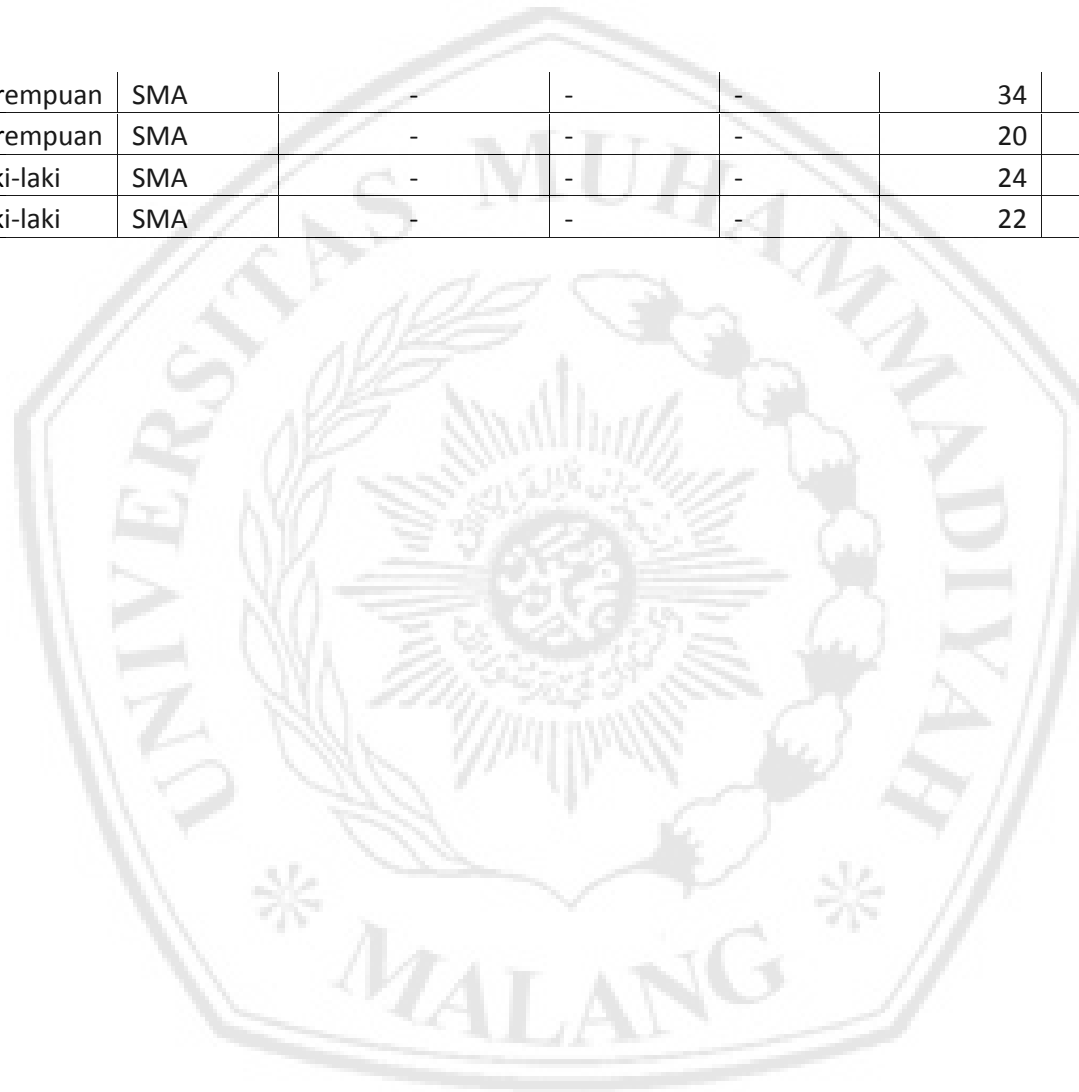 rempuan SMA - - - 34
rempuan SMA - - - 20
ki-laki SMA - - - 24
ki-laki SMA - - - 22
UNIVERSITAS MUHAMMADIYAH
MALANG